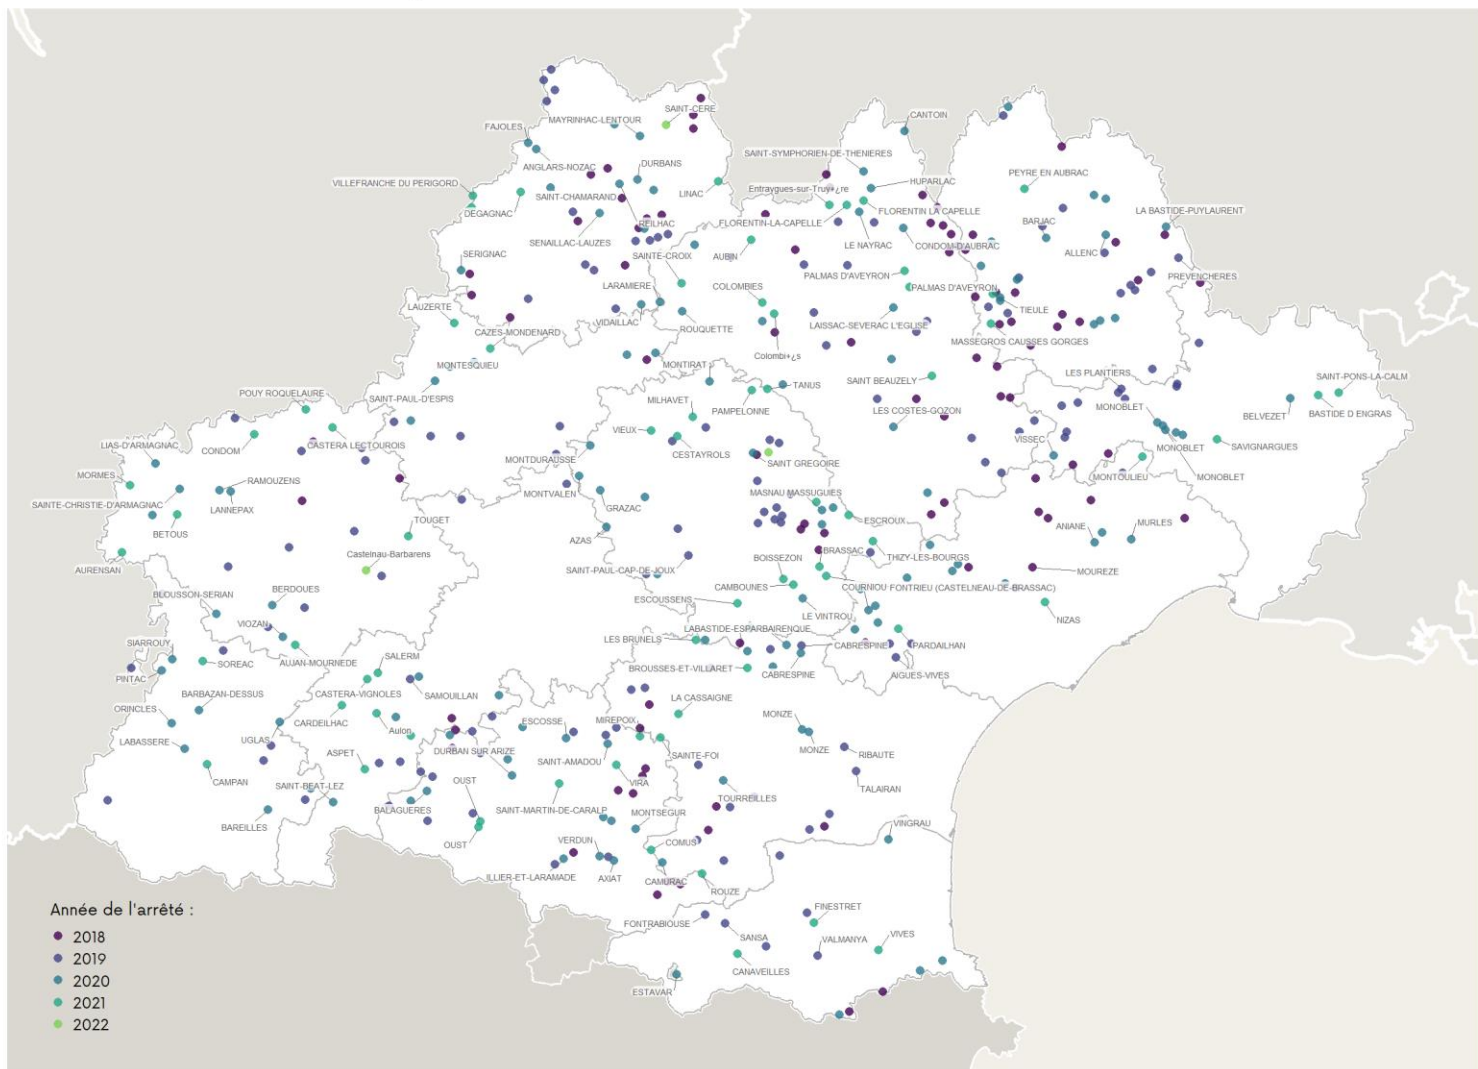 SAINT-CERE
MAYRINHAC-LENTOUR
FAJOLES
CANTOIN
SAINT-SYMPHORIEN-DE-THENIERES
ANGLARS-NOZAC
DURBANS
PEYRE EN AUBRAC
VILLEFRANCHE DU PERIGORD
HUPARLAC
Entraygues-sur-Truy+¿re
LINAC
SAINT-CHAMARAND
DEGAGNAC
FLORENTIN LA CAPELLE
LA BASTIDE-PUYLAURENT
REILHAC
FLORENTIN-LA-CAPELLE
BARJAC
SENAILLAC-LAUZES
LE NAYRAC
CONDOM-D'AUBRAC
ALLENC
SERIGNAC
SAINTE-CROIX
AUBIN
PALMAS D'AVEYRON
PREVENCHERES
LARAMIERE
COLOMBIES
PALMAS D'AVEYRON
LAUZERTE
TIEULE
VIDAILLAC
LAISSAC-SEVERAC L'EGLISE
CAZES-MONDENARD
ROUQUETTE
MASSEGROS CAUSSES GORGES
Colombi+¿s
MONTESQUIEU
MONTIRAT
LES PLANTIERS
SAINT-PONS-LA-CALM
SAINT BEAUZELY
TANUS
POUY ROQUELAURE
SAINT-PAUL-D'ESPIS
MILHAVET
PAMPELONNE
LES COSTES-GOZON
MONOBLET
BELVEZET
BASTIDE D ENGRAS
VIEUX
LIAS-D'ARMAGNAC
CASTERA LECTOUROIS
VISSEC
CONDOM
MONOBLET
SAVIGNARGUES
CESTAYROLS
MONTDURAUSSE
SAINT GREGOIRE
MORMES
MONTOULIEU
MONOBLET
RAMOUZENS
MONTVALEN
MASNAU MASSUGUIES
SAINTE-CHRISTIE-D'ARMAGNAC
LANNEPAX
GRAZAC
TOUGET
ESCROUX
MURLES
ANIANE
BETOUS
AZAS
BRASSAC
Castelnau-Barbarens
BOISSEZON
THIZY-LES-BOURGS
AURENSAN
SAINT-PAUL-CAP-DE-JOUX
MOUREZE
BERDOUES
CAMBOUNES
COURNIOU
FONTRIEU (CASTELNEAU-DE-BRASSAC)
BLOUSSON-SERIAN
ESCOUSSENS
LE VINTROU
NIZAS
VIOZAN
LABASTIDE-ESPARBAIRENQUE
SIARROUY
LES BRUNELS
CABRESPINE
PARDAILHAN
SALERM
SOREAC
AUJAN-MOURNEDE
BROUSSES-ET-VILLARET
CABRESPINE
AIGUES-VIVES
PINTAC
BARBAZAN-DESSUS
CASTERA-VIGNOLES
SAMOUILLAN
LA CASSAIGNE
ORINCLES
CARDEILHAC
ESCOSSE
MIREPOIX
MONZE
Aulon
LABASSERE
UGLAS
DURBAN SUR ARIZE
MONZE
ASPET
SAINTE-FOI
RIBAUTE
SAINT-AMADOU
CAMPAN
OUST
VIRA
SAINT-BEAT-LEZ
TALAIRAN
TOURREILLES
BALAGUERES
SAINT-MARTIN-DE-CARALP
MONTSEGUR
BAREILLES
VINGRAU
OUST
VERDUN
COMUS
ILLIER-ET-LARAMADE
AXIAT
CAMURAC
ROUZE
FINESTRET
FONTRABIOUSE
VIVES
SANSA
VALMANYA
CANAVEILLES
ESTAVAR
Année de l'arrêté :
2018
2019
2020
2021
2022